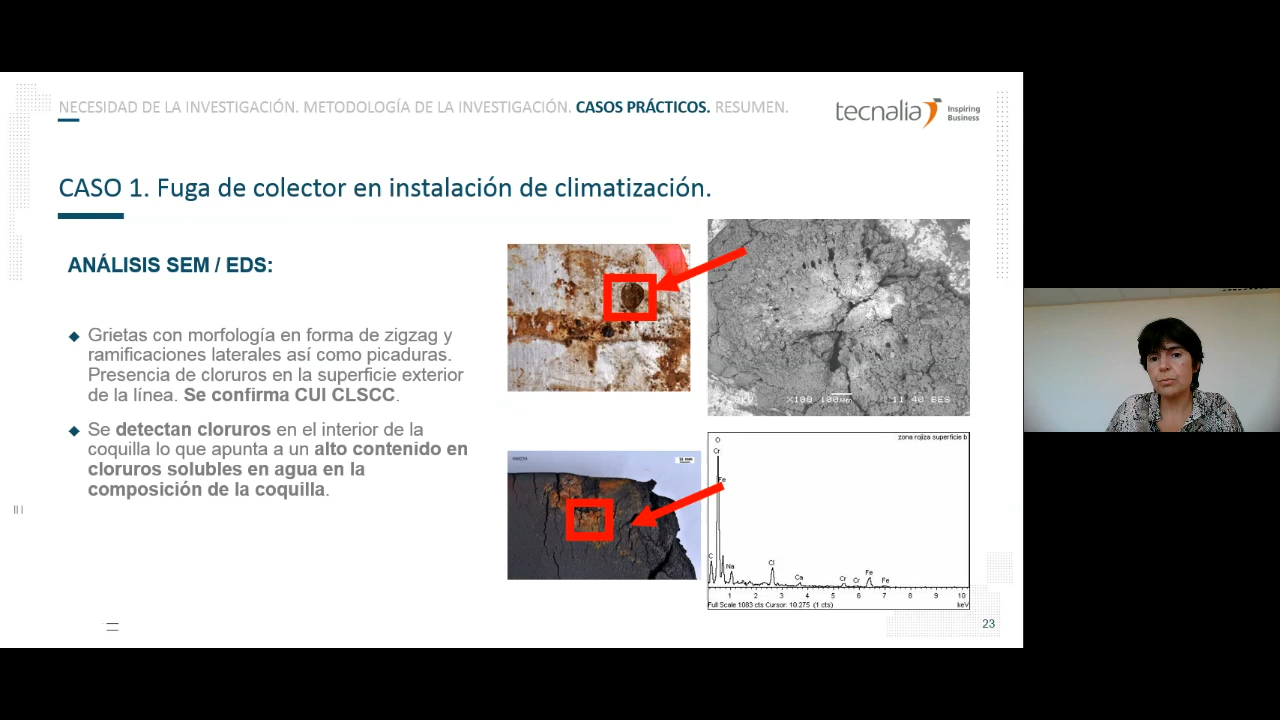 NECESIDAD DE LA INVESTIGACIÓN. METODOLOGÍA DE LA INVESTIGACIÓN. CASOS PRÁCTICOS. RESUMEN.
tecnalia Inspiring
Business
CASO 1. Fuga de colector en instalación de climatización.
ANÁLISIS SEM / EDS:
Grietas con morfología en forma de zigzag y
ramificaciones laterales así como picaduras.
Presencia de cloruros en la superficie exterior
de la línea. Se confirma CUI CLSCC.
Se detectan cloruros en el interior de la
coquilla lo que apunta a un alto contenido en
cloruros solubles en agua en la
composición de la coquilla.
X100 100µm 11 40 BES
zona rojiza superficie b
O
Cr
Fe
C
Na
Cl
Ca
Cr
Cr
Fe
Fe
1 2 3 4 5 6 7 8 9 10
Full Scale 1083 cts Cursor: 10.275 (1 cts) keV
23